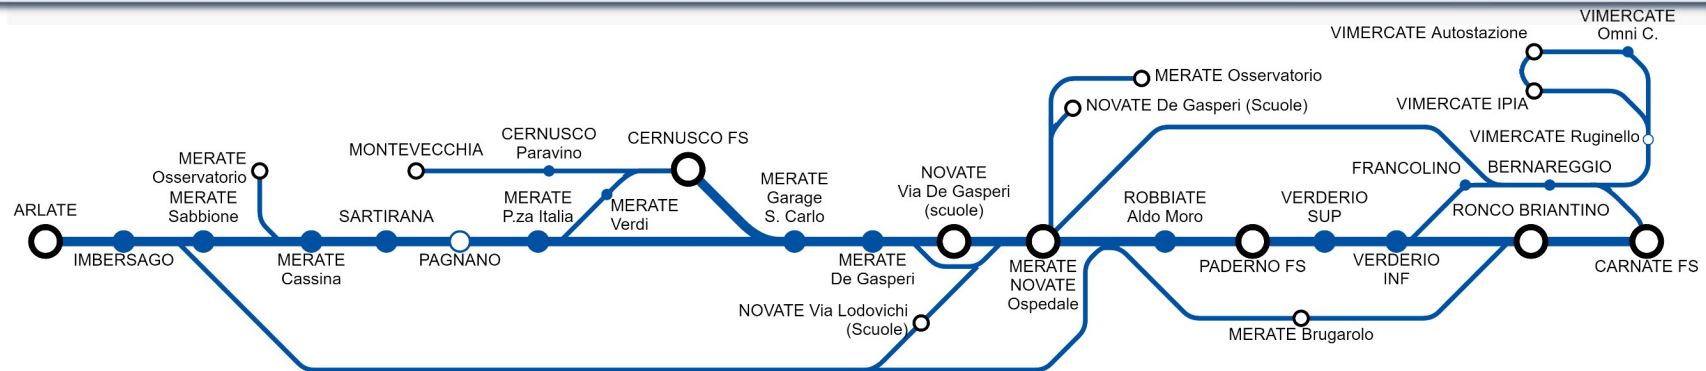 VIMERCATE
Omni C.
VIMERCATE Autostazione
MERATE Osservatorio
VIMERCATE IPIA
NOVATE De Gasperi (Scuole)
VIMERCATE Ruginello
CERNUSCO
Paravino
CERNUSCO FS
MONTEVECCHIA
MERATE
Osservatorio
FRANCOLINO
BERNAREGGIO
MERATE
Garage
S. Carlo
NOVATE
Via De Gasperi
(scuole)
MERATE
Sabbione
MERATE
P.za Italia
MERATE
Verdi
ROBBIATE
Aldo Moro
VERDERIO
SUP
ARLATE
SARTIRANA
RONCO BRIANTINO
IMBERSAGO
MERATE
Cassina
PAGNANO
MERATE
De Gasperi
MERATE
NOVATE
Ospedale
PADERNO FS
VERDERIO
INF
CARNATE FS
NOVATE Via Lodovichi
(Scuole)
MERATE Brugarolo